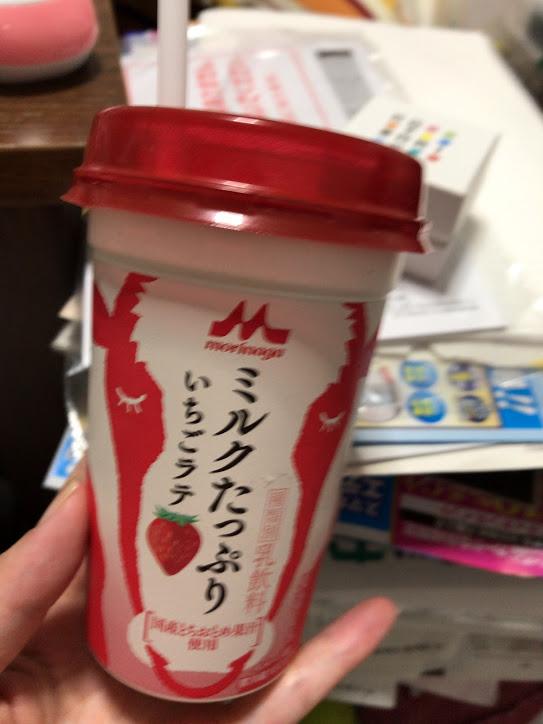 morinaga
ミルクたっぷり
いちごラテ
乳飲料
国産とちおとめ果汁
使用